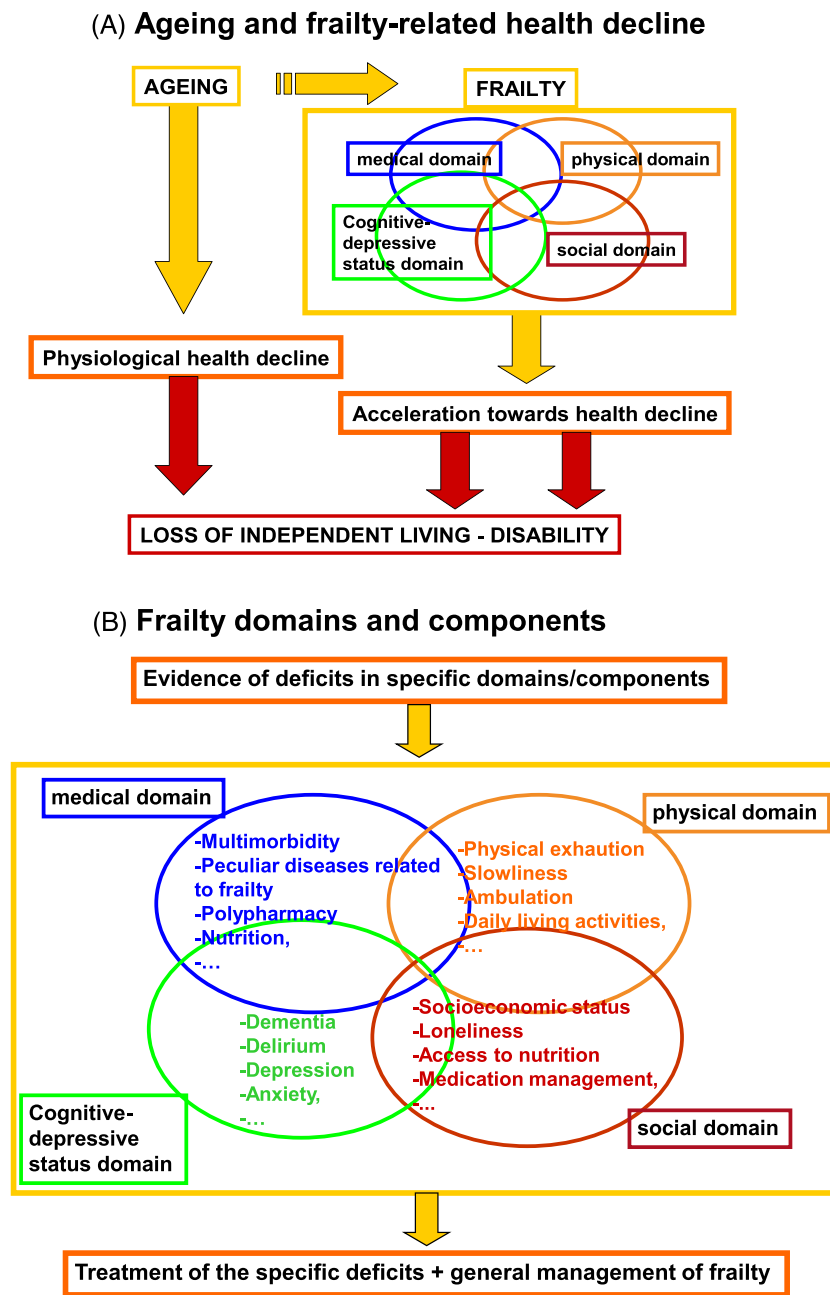 (A) Ageing and frailty-related health decline
AGEING
FRAILTY
medical domain
physical domain
Cognitive-
depressive
status domain
social domain
Physiological health decline
Acceleration towards health decline
LOSS OF INDEPENDENT LIVING - DISABILITY
(B) Frailty domains and components
Evidence of deficits in specific domains/components
medical domain
physical domain
-Multimorbidity
-Peculiar diseases related
to frailty
-Polypharmacy
-Nutrition,
-...
-Physical exhaution
-Slowliness
-Ambulation
-Daily living activities,
-...
-Dementia
-Delirium
-Depression
-Anxiety,
-...
-Socioeconomic status
-Loneliness
-Access to nutrition
-Medication management,
-...
Cognitive-
depressive
status domain
social domain
Treatment of the specific deficits + general management of frailty